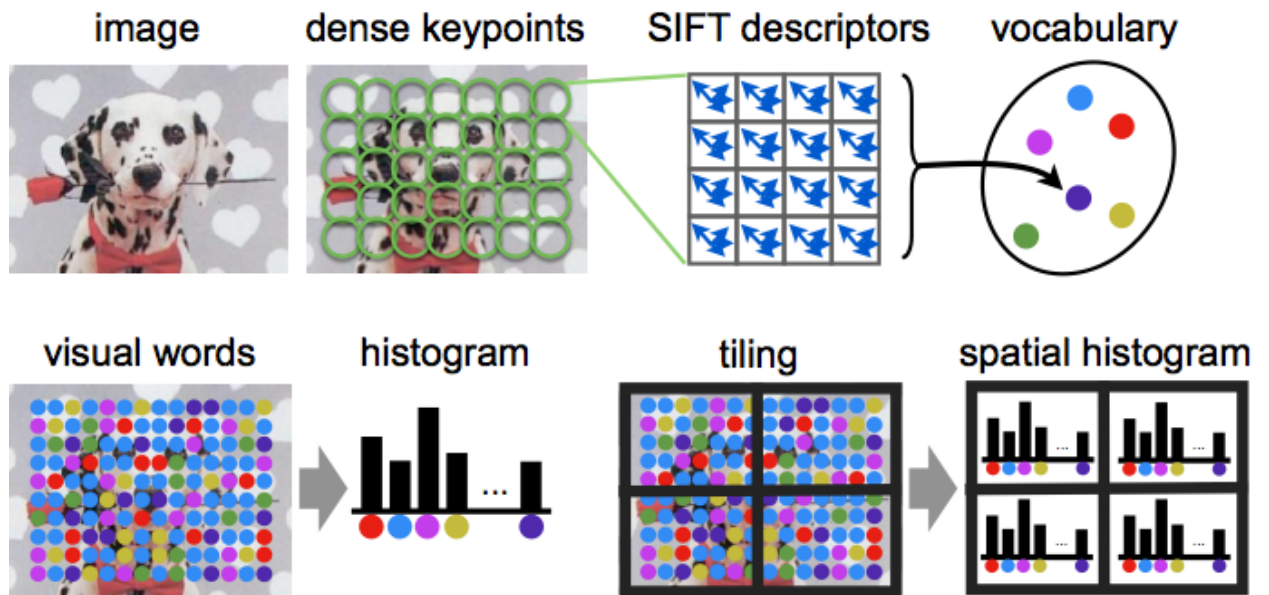 image
dense keypoints
SIFT descriptors
vocabulary
visual words
histogram
tiling
spatial histogram
...
...
...
...
...